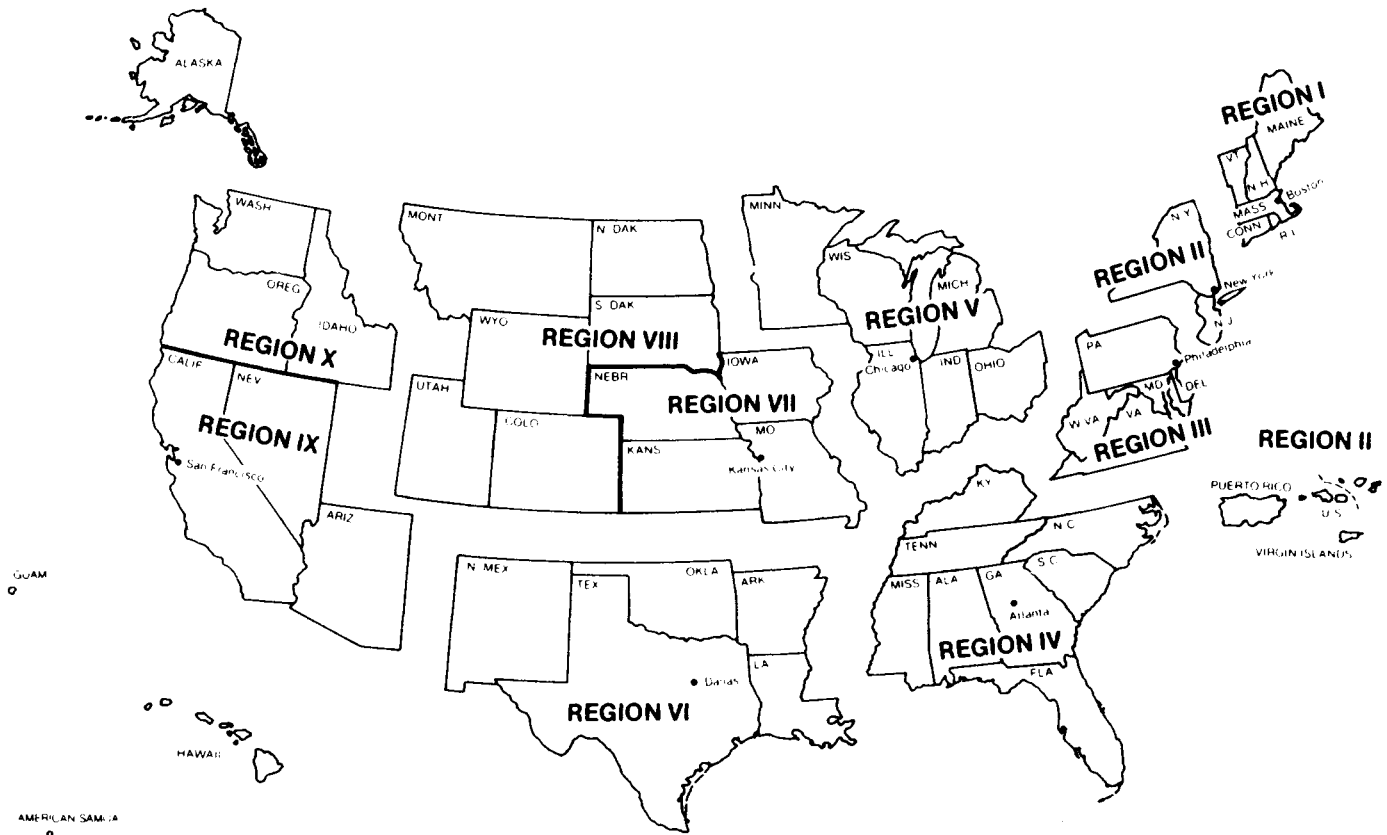 ALASKA
REGION I
MAINE
VT
N H
Boston
MASS
CONN
R I
N Y
REGION II
New York
N J
WASH
OREG
IDAHO
REGION X
MONT
N DAK
S DAK
WYO
REGION VIII
UTAH
COLO
MINN
WIS
MICH
REGION V
ILL
Chicago
IND
OHIO
PA
Philadelphia
MD
DEL
W VA
VA
REGION III
CALIF
NEV
REGION IX
San Francisco
ARIZ
NEBR
IOWA
REGION VII
KANS
MO
Kansas City
REGION II
PUERTO RICO
U S
VIRGIN ISLANDS
KY
TENN
N C
S C
MISS
ALA
GA
Atlanta
REGION IV
FLA
N MEX
TEX
OKLA
ARK
LA
Dallas
REGION VI
GUAM
HAWAII
AMERICAN SAMOA